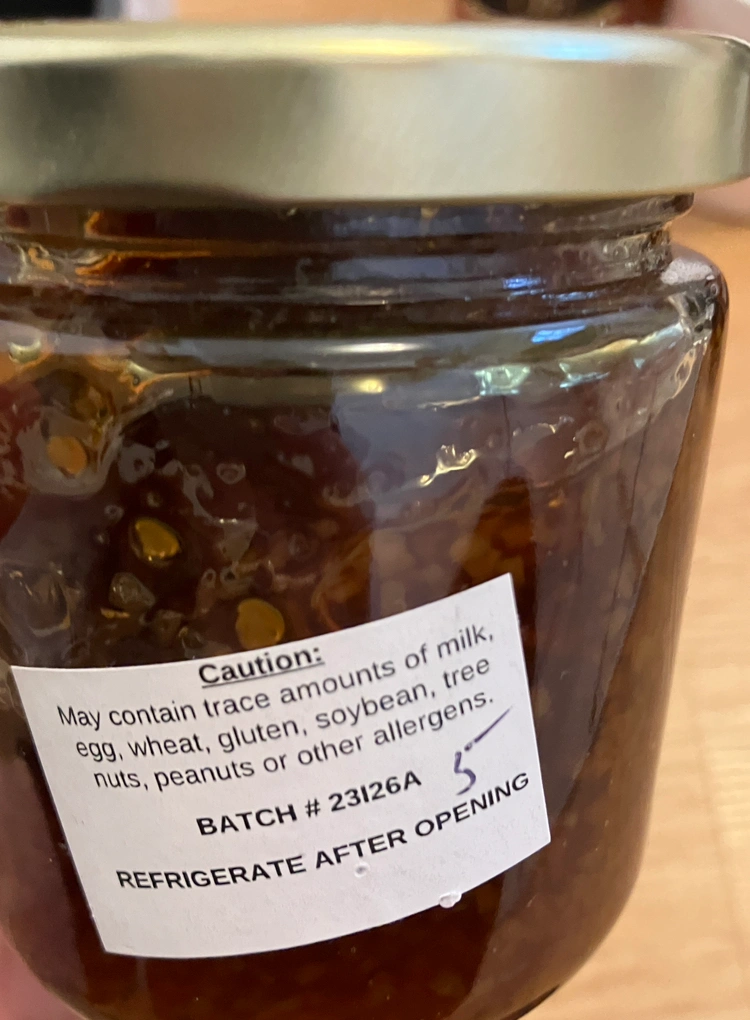 Caution:
May contain trace amounts of milk,
egg, wheat, gluten, soybean, tree
nuts, peanuts or other allergens.
BATCH # 23I26A 5
REFRIGERATE AFTER OPENING